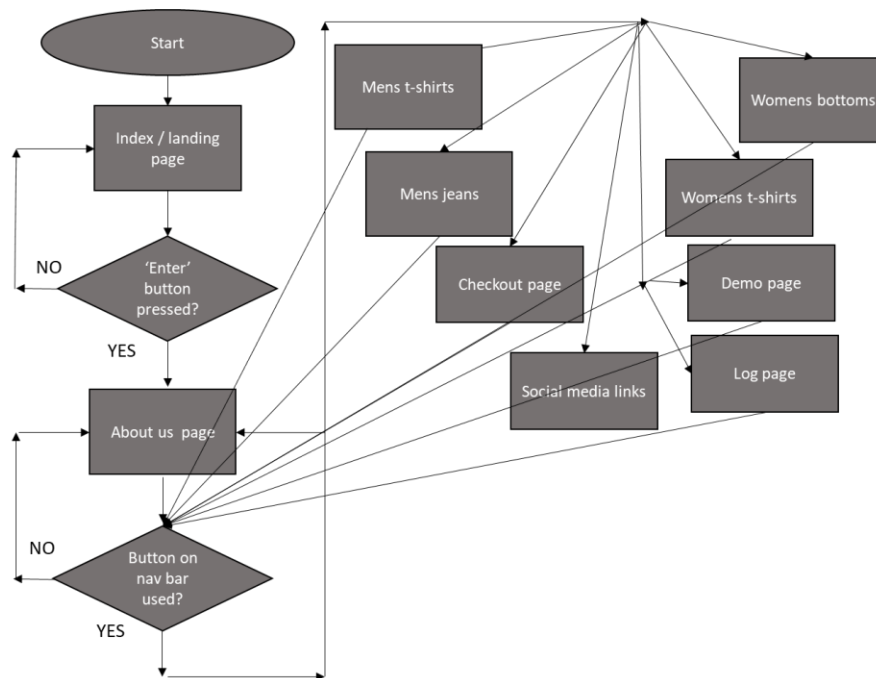 Start
Index / landing
page
NO
‘Enter’
button
pressed?
YES
About us  page
NO
Button on
nav bar
used?
YES
Mens t-shirts
Womens bottoms
Mens jeans
Womens t-shirts
Checkout page
Demo page
Social media links
Log page